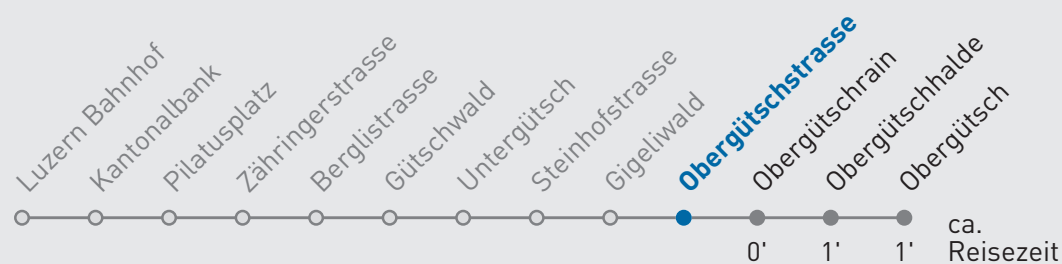 Luzern Bahnhof
Kantonalbank
Pilatusplatz
Zähringerstrasse
Berglistrasse
Gütschwald
Untergütsch
Steinhofstrasse
Gigeliwald
Obergütschstrasse
Obergütschrain
Obergütschhalde
Obergütsch
ca.
0' 1' 1' Reisezeit